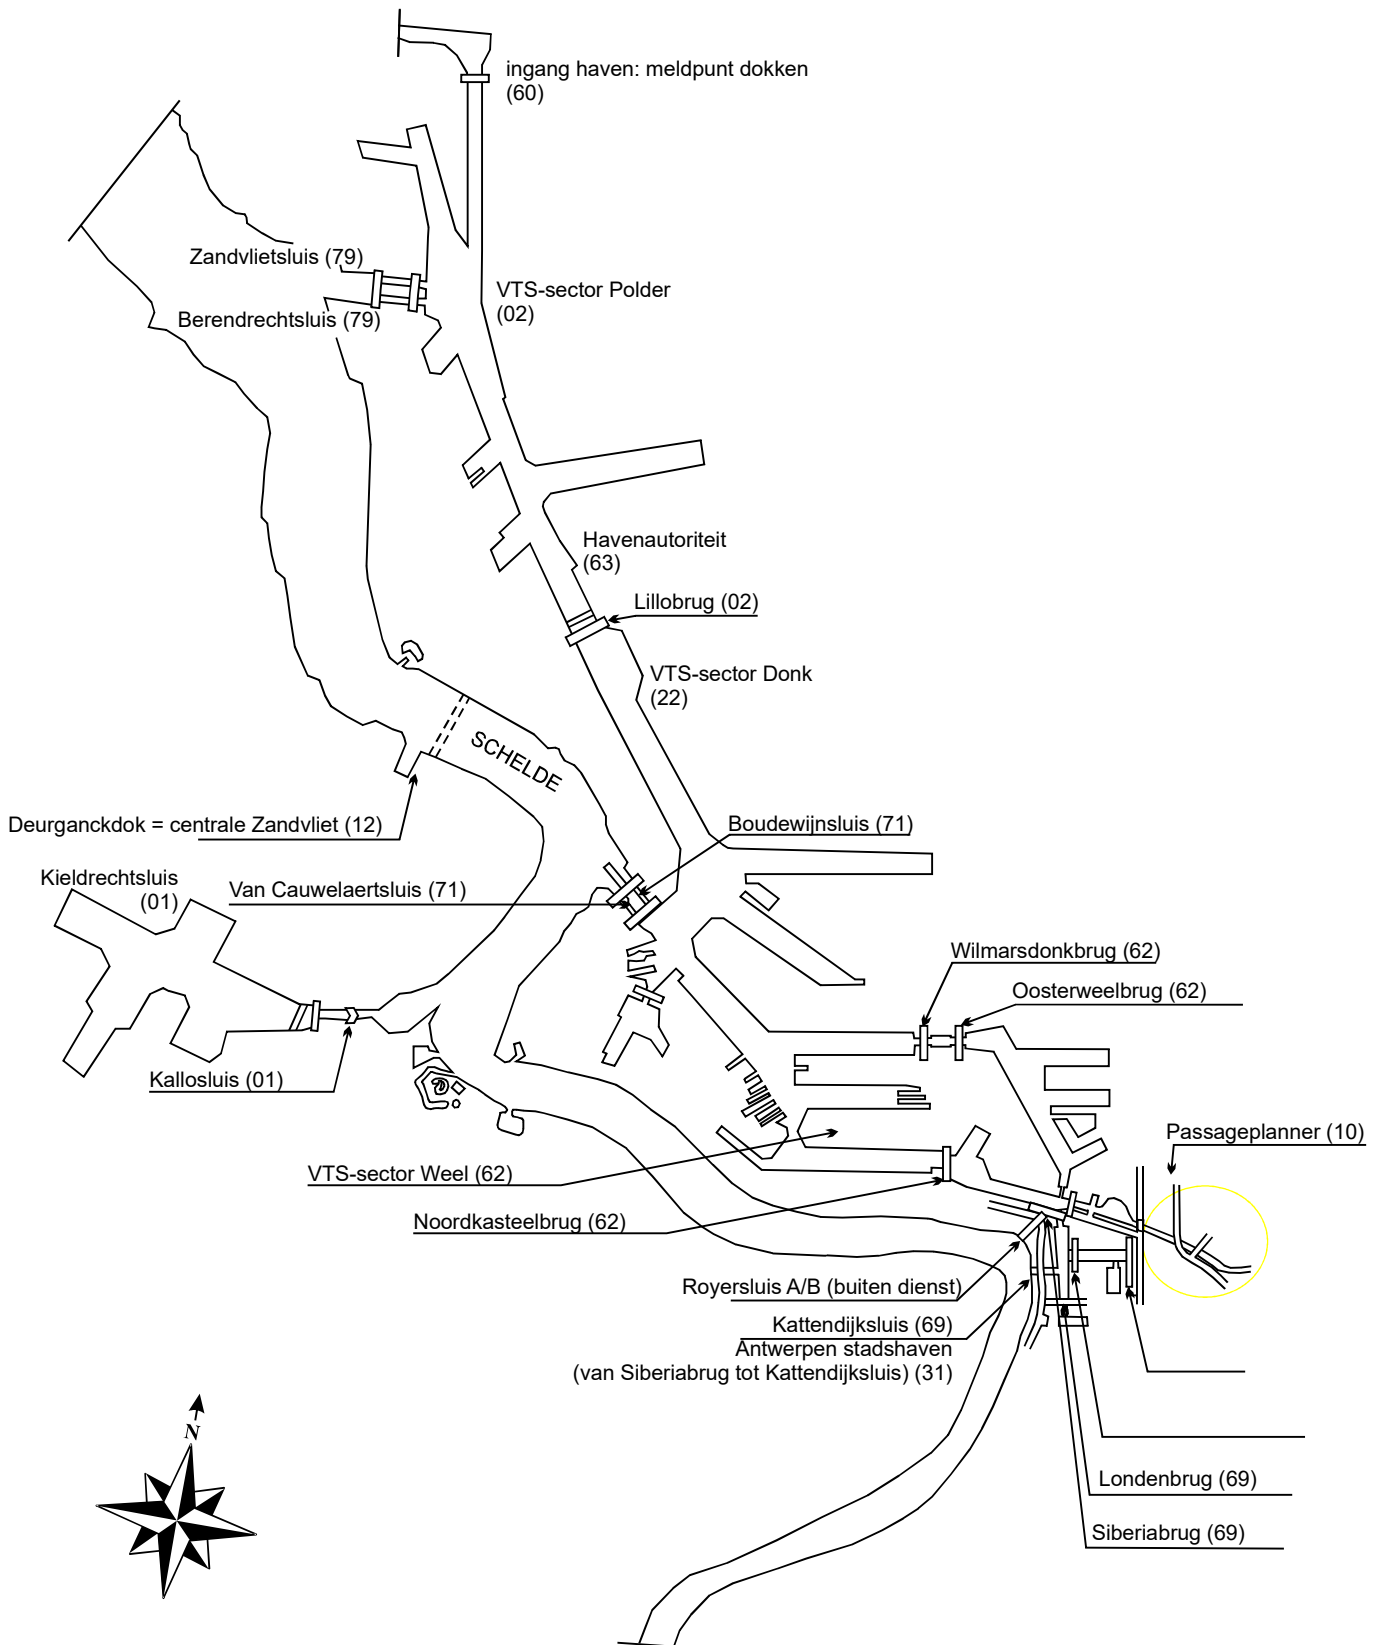 ingang haven: meldpunt dokken
(60)
Zandvlietsluis (79)
VTS-sector Polder
(02)
Berendrechtsluis (79)
Havenautoriteit
(63)
Lillobrug (02)
VTS-sector Donk
(22)
SCHELDE
Deurganckdok = centrale Zandvliet (12)
Boudewijnsluis (71)
Kieldrechtsluis
(01)
Van Cauwelaertsluis (71)
Wilmarsdonkbrug (62)
Oosterweelbrug (62)
Kallosluis (01)
Passageplanner (10)
VTS-sector Weel (62)
Noordkasteelbrug (62)
Royersluis A/B (buiten dienst)
Kattendijksluis (69)
Antwerpen stadshaven
(van Siberiabrug tot Kattendijksluis) (31)
N
Londenbrug (69)
Siberiabrug (69)